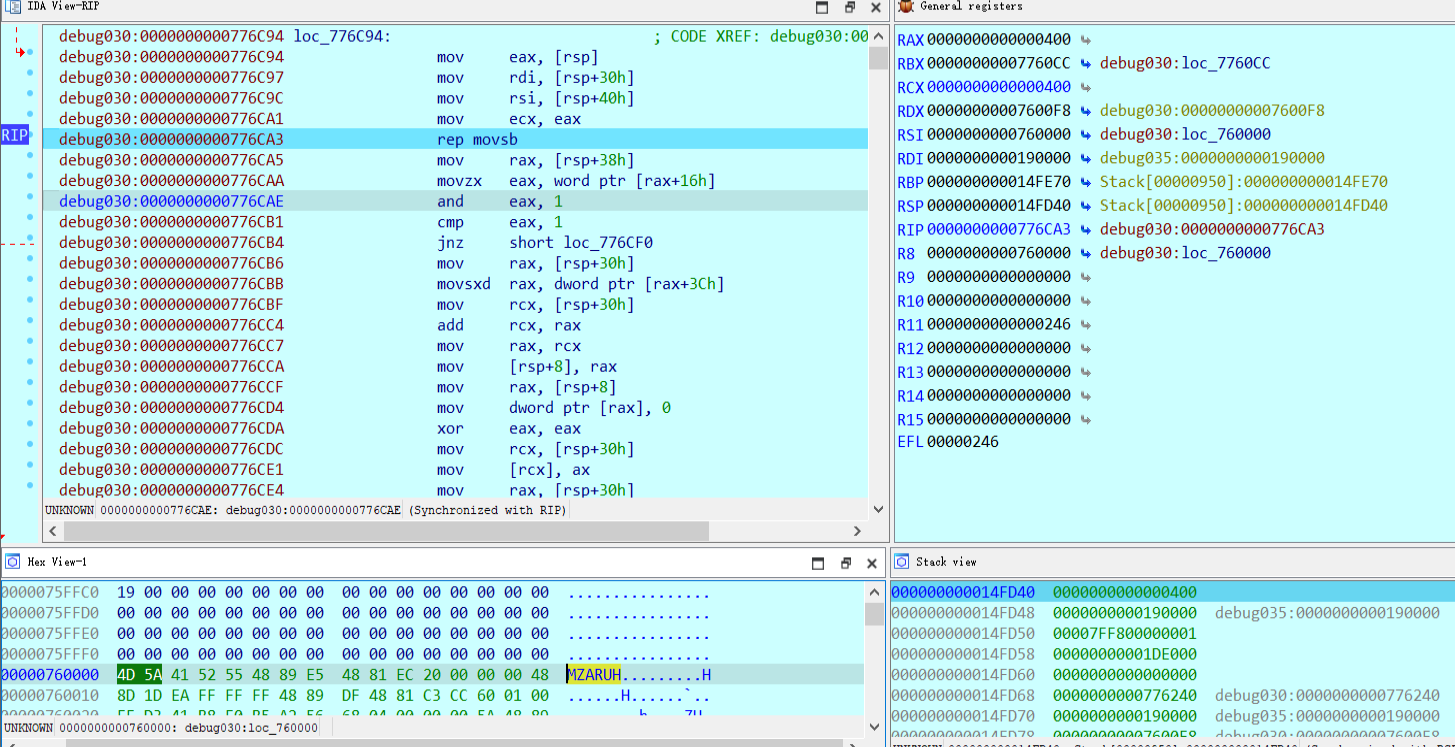 IDA View-RIP
debug030:0000000000776C94 loc_776C94: ; CODE XREF: debug030:00
debug030:0000000000776C94 mov eax, [rsp]
debug030:0000000000776C97 mov rdi, [rsp+30h]
debug030:0000000000776C9C mov rsi, [rsp+40h]
debug030:0000000000776CA1 mov ecx, eax
RIP debug030:0000000000776CA3 rep movsb
debug030:0000000000776CA5 mov rax, [rsp+38h]
debug030:0000000000776CAA movzx eax, word ptr [rax+16h]
debug030:0000000000776CAE and eax, 1
debug030:0000000000776CB1 cmp eax, 1
debug030:0000000000776CB4 jnz short loc_776CF0
debug030:0000000000776CB6 mov rax, [rsp+30h]
debug030:0000000000776CBB movsxd rax, dword ptr [rax+3Ch]
debug030:0000000000776CBF mov rcx, [rsp+30h]
debug030:0000000000776CC4 add rcx, rax
debug030:0000000000776CC7 mov rax, rcx
debug030:0000000000776CCA mov [rsp+8], rax
debug030:0000000000776CCF mov rax, [rsp+8]
debug030:0000000000776CD4 mov dword ptr [rax], 0
debug030:0000000000776CDA xor eax, eax
debug030:0000000000776CDC mov rcx, [rsp+30h]
debug030:0000000000776CE1 mov [rcx], ax
debug030:0000000000776CE4 mov rax, [rsp+30h]
UNKNOWN 0000000000776CAE: debug030:0000000000776CAE (Synchronized with RIP)
General registers
RAX 0000000000000400
RBX 00000000007760CC debug030:loc_7760CC
RCX 0000000000000400
RDX 00000000007600F8 debug030:00000000007600F8
RSI 0000000000760000 debug030:loc_760000
RDI 0000000000190000 debug035:0000000000190000
RBP 000000000014FE70 Stack[00000950]:000000000014FE70
RSP 000000000014FD40 Stack[00000950]:000000000014FD40
RIP 0000000000776CA3 debug030:0000000000776CA3
R8 0000000000760000 debug030:loc_760000
R9 0000000000000000
R10 0000000000000000
R11 0000000000000246
R12 0000000000000000
R13 0000000000000000
R14 0000000000000000
R15 0000000000000000
EFL 00000246
Hex View-1
0000075FFC0 19 00 00 00 00 00 00 00 00 00 00 00 00 00 00 00 ................
0000075FFD0 00 00 00 00 00 00 00 00 00 00 00 00 00 00 00 00 ................
0000075FFE0 00 00 00 00 00 00 00 00 00 00 00 00 00 00 00 00 ................
0000075FFF0 00 00 00 00 00 00 00 00 00 00 00 00 00 00 00 00 ................
00000760000 4D 5A 41 52 55 48 89 E5 48 81 EC 20 00 00 00 48 MZARUH.........H
00000760010 8D 1D EA FF FF FF 48 89 DF 48 81 C3 CC 60 01 00 ......H......`..
UNKNOWN 0000000000760000: debug030:loc_760000
Stack view
000000000014FD40 0000000000000400
000000000014FD48 0000000000190000 debug035:0000000000190000
000000000014FD50 00007FF800000001
000000000014FD58 00000000001DE000
000000000014FD60 0000000000000000
000000000014FD68 0000000000776240 debug030:0000000000776240
000000000014FD70 0000000000190000 debug035:0000000000190000